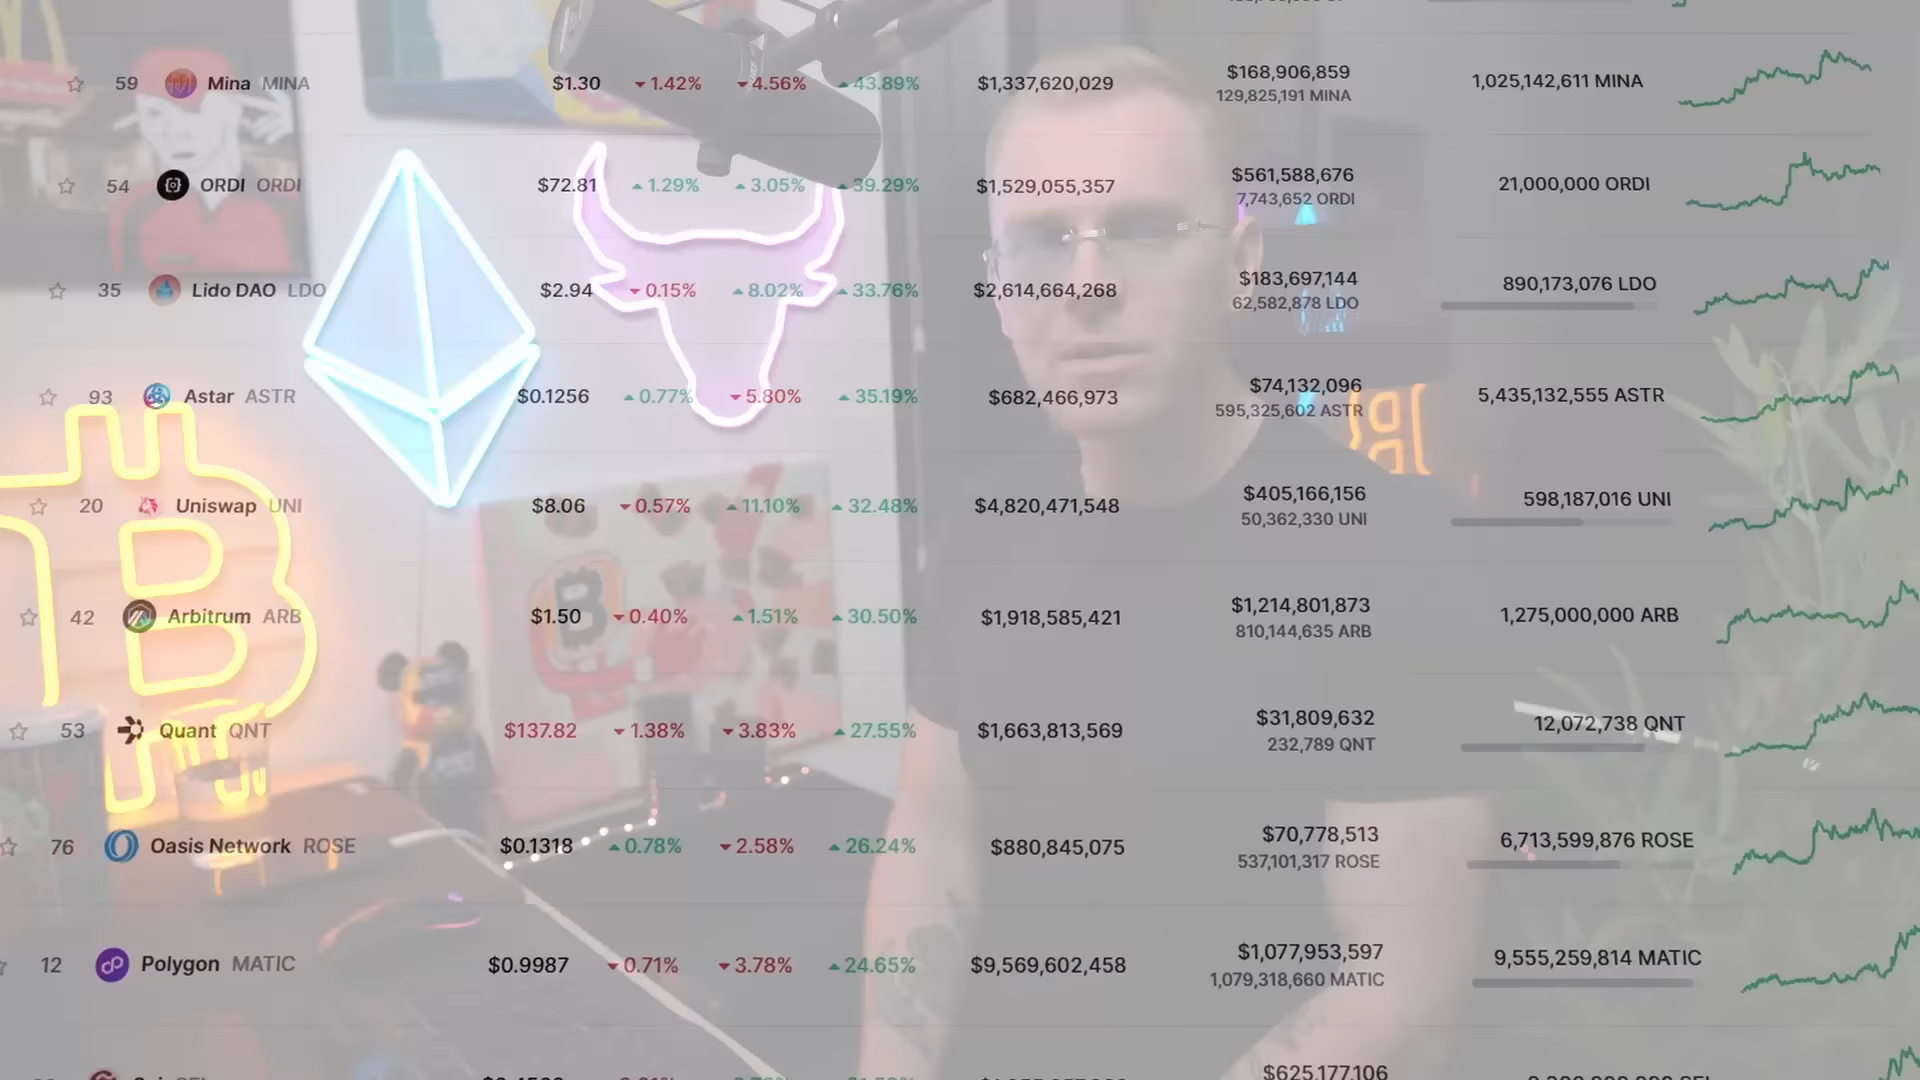 59 Mina MINA $1.30 1.42% 4.56% 43.89% $1,337,620,029 $168,906,859 1,025,142,611 MINA
129,825,191 MINA
54 ORDI ORDI $72.81 1.29% 3.05% 39.29% $1,529,055,357 $561,588,676 21,000,000 ORDI
7,743,652 ORDI
35 Lido DAO LDO $2.94 0.15% 8.02% 33.76% $2,614,664,268 $183,697,144 890,173,076 LDO
62,582,878 LDO
93 Astar ASTR $0.1256 0.77% 5.80% 35.19% $682,466,973 $74,132,096 5,435,132,555 ASTR
595,325,602 ASTR
20 Uniswap UNI $8.06 0.57% 11.10% 32.48% $4,820,471,548 $405,166,156 598,187,016 UNI
50,362,330 UNI
42 Arbitrum ARB $1.50 0.40% 1.51% 30.50% $1,918,585,421 $1,214,801,873 1,275,000,000 ARB
810,144,635 ARB
53 Quant QNT $137.82 1.38% 3.83% 27.55% $1,663,813,569 $31,809,632 12,072,738 QNT
232,789 QNT
76 Oasis Network ROSE $0.1318 0.78% 2.58% 26.24% $880,845,075 $70,778,513 6,713,599,876 ROSE
537,101,317 ROSE
12 Polygon MATIC $0.9987 0.71% 3.78% 24.65% $9,569,602,458 $1,077,953,597 9,555,259,814 MATIC
1,079,318,660 MATIC
$625,177,106